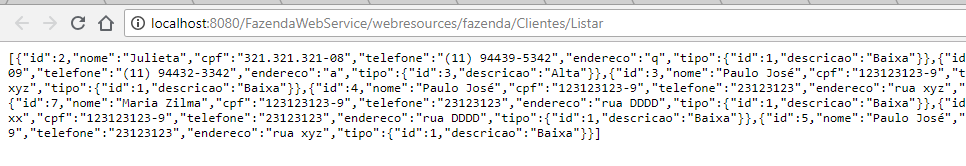 localhost:8080/FazendaWebService/webresources/fazenda/Clientes/Listar
[{"id":2,"nome":"Julieta","cpf":"321.321.321-08","telefone":"(11) 94439-5342","endereco":"q","tipo":{"id":1,"descricao":"Baixa"}},{"id
09","telefone":"(11) 94432-3342","endereco":"a","tipo":{"id":3,"descricao":"Alta"}},{"id":3,"nome":"Paulo José","cpf":"123123123-9","t
xyz","tipo":{"id":1,"descricao":"Baixa"}},{"id":4,"nome":"Paulo José","cpf":"123123123-9","telefone":"23123123","endereco":"rua xyz","
{"id":7,"nome":"Maria Zilma","cpf":"123123123-9","telefone":"23123123","endereco":"rua DDDD","tipo":{"id":1,"descricao":"Baixa"}},{"id
xx","cpf":"123123123-9","telefone":"23123123","endereco":"rua DDDD","tipo":{"id":1,"descricao":"Baixa"}},{"id":5,"nome":"Paulo José","
9","telefone":"23123123","endereco":"rua xyz","tipo":{"id":1,"descricao":"Baixa"}}]